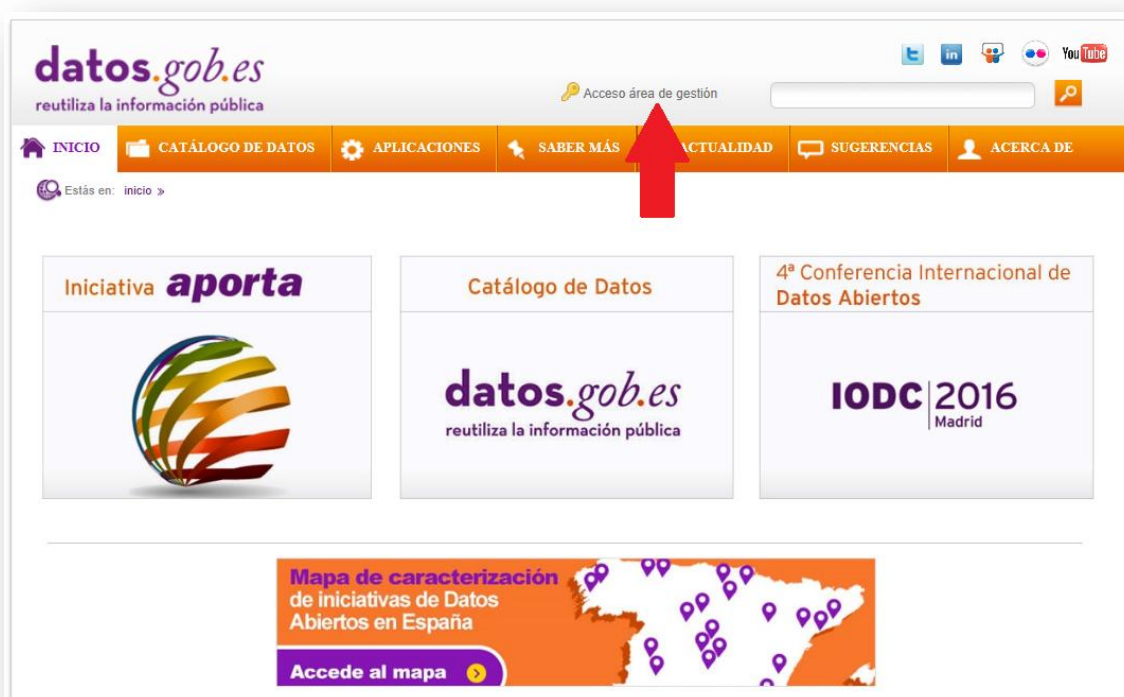 datos.gob.es
reutiliza la información pública
You Tube
Acceso área de gestión
INICIO CATÁLOGO DE DATOS APLICACIONES SABER MÁS ACTUALIDAD SUGERENCIAS ACERCA DE
Estás en: inicio »
Iniciativa aporta
Catálogo de Datos
datos.gob.es
reutiliza la información pública
4ª Conferencia Internacional de
Datos Abiertos
IODC 2016
Madrid
Mapa de caracterización
de iniciativas de Datos
Abiertos en España
Accede al mapa